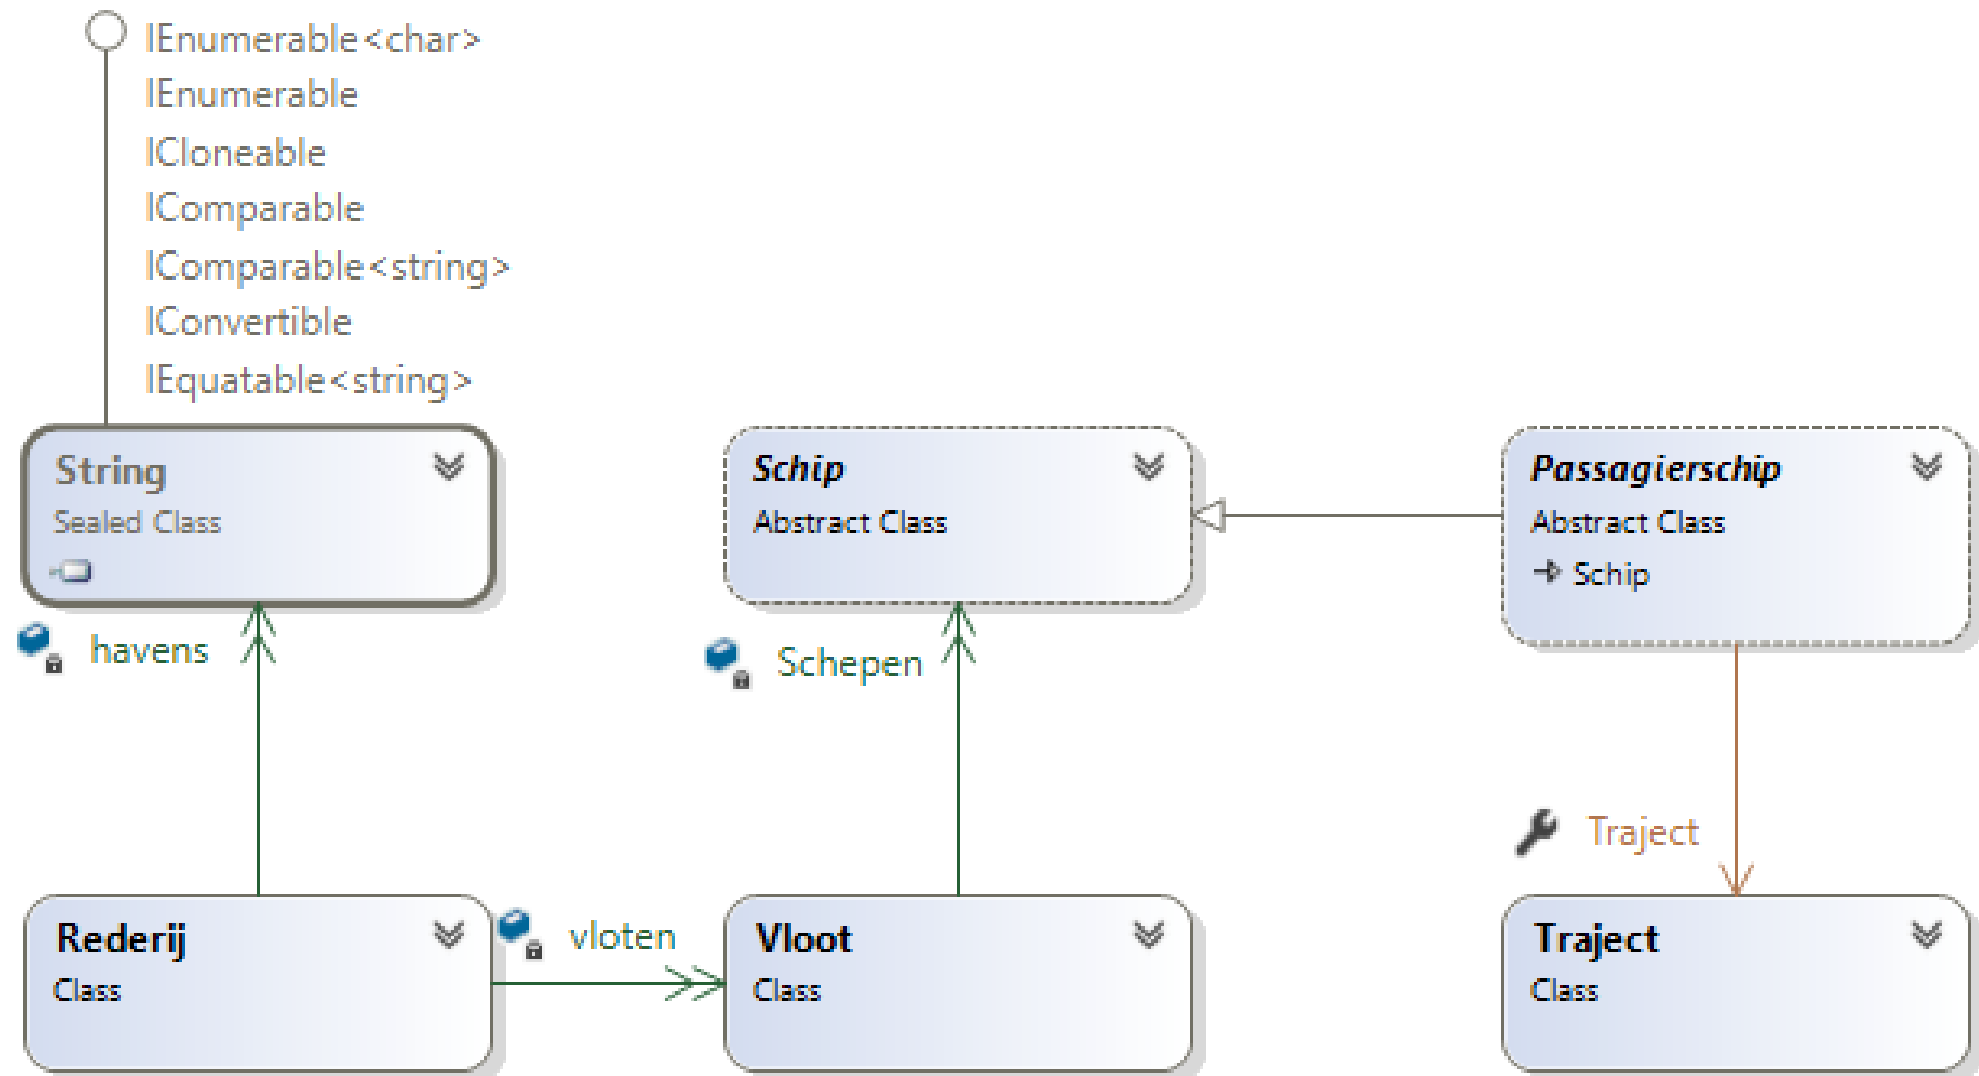 IEnumerable<char>
IEnumerable
ICloneable
IComparable
IComparable<string>
IConvertible
IEquatable<string>
String
Sealed Class
Schip
Abstract Class
Passagierschip
Abstract Class
Schip
havens
Schepen
Traject
Rederij
Class
vloten
Vloot
Class
Traject
Class